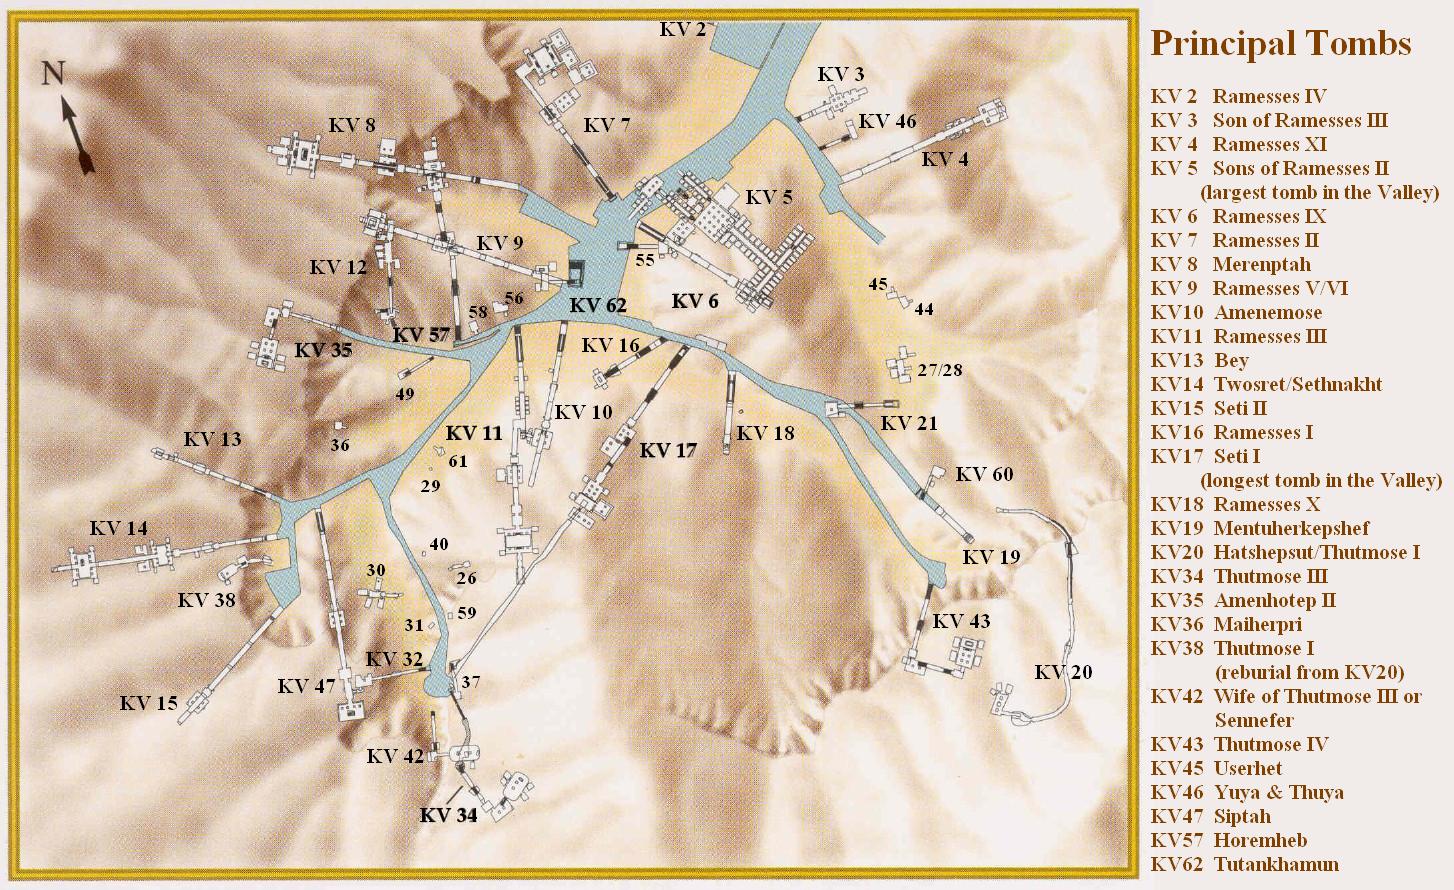 KV 2
N
KV 3
KV 8
KV 7
KV 46
KV 4
KV 5
KV 9
KV 12
55
45
56
KV 62
KV 6
44
58
KV 57
KV 35
KV 16
27/28
49
KV 10
KV 21
KV 11
KV 18
KV 13
36
KV 17
61
KV 60
29
KV 14
40
KV 19
30
26
KV 38
59
31
KV 43
KV 32
KV 20
KV 47
37
KV 15
KV 42
KV 34
Principal Tombs
KV 2 Ramesses IV
KV 3 Son of Ramesses III
KV 4 Ramesses XI
KV 5 Sons of Ramesses II
(largest tomb in the Valley)
KV 6 Ramesses IX
KV 7 Ramesses II
KV 8 Merenptah
KV 9 Ramesses V/VI
KV10 Amenemose
KV11 Ramesses III
KV13 Bey
KV14 Twosret/Sethnakht
KV15 Seti II
KV16 Ramesses I
KV17 Seti I
(longest tomb in the Valley)
KV18 Ramesses X
KV19 Mentuherkepshef
KV20 Hatshepsut/Thutmose I
KV34 Thutmose III
KV35 Amenhotep II
KV36 Maiherpri
KV38 Thutmose I
(reburial from KV20)
KV42 Wife of Thutmose III or
Sennefer
KV43 Thutmose IV
KV45 Userhet
KV46 Yuya & Thuya
KV47 Siptah
KV57 Horemheb
KV62 Tutankhamun